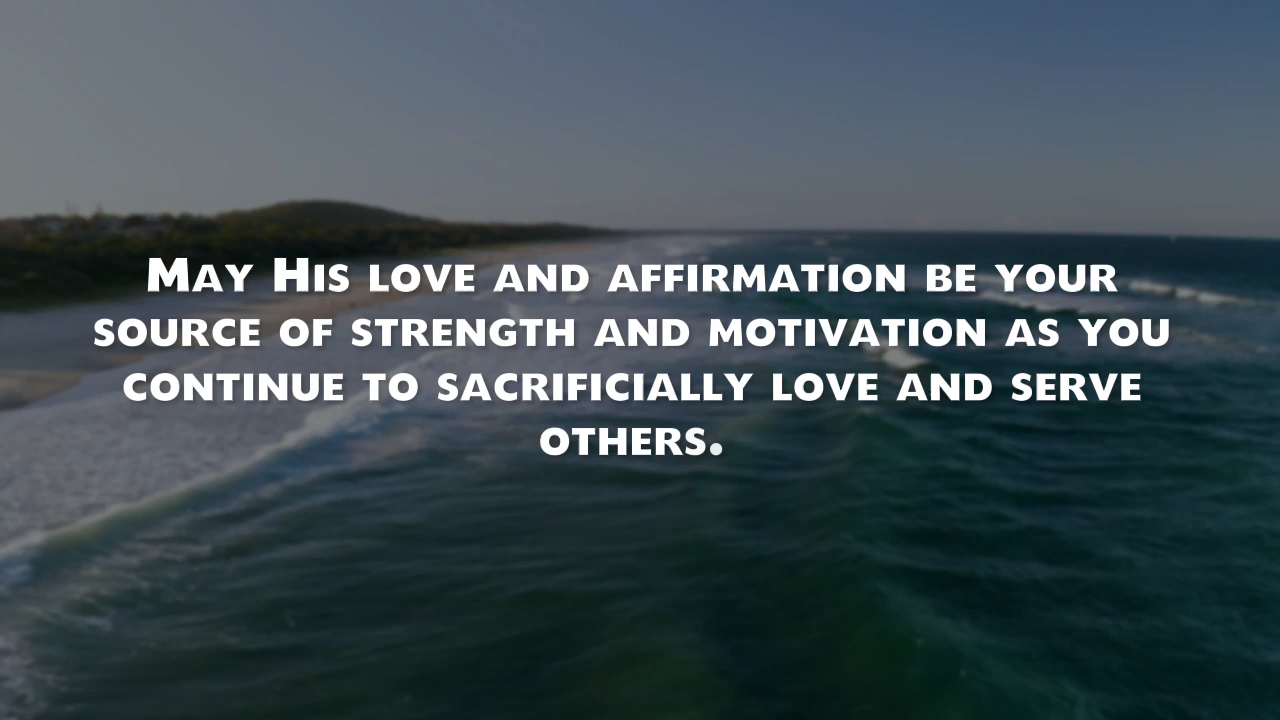 May His love and affirmation be your
source of strength and motivation as you
continue to sacrificially love and serve
others.